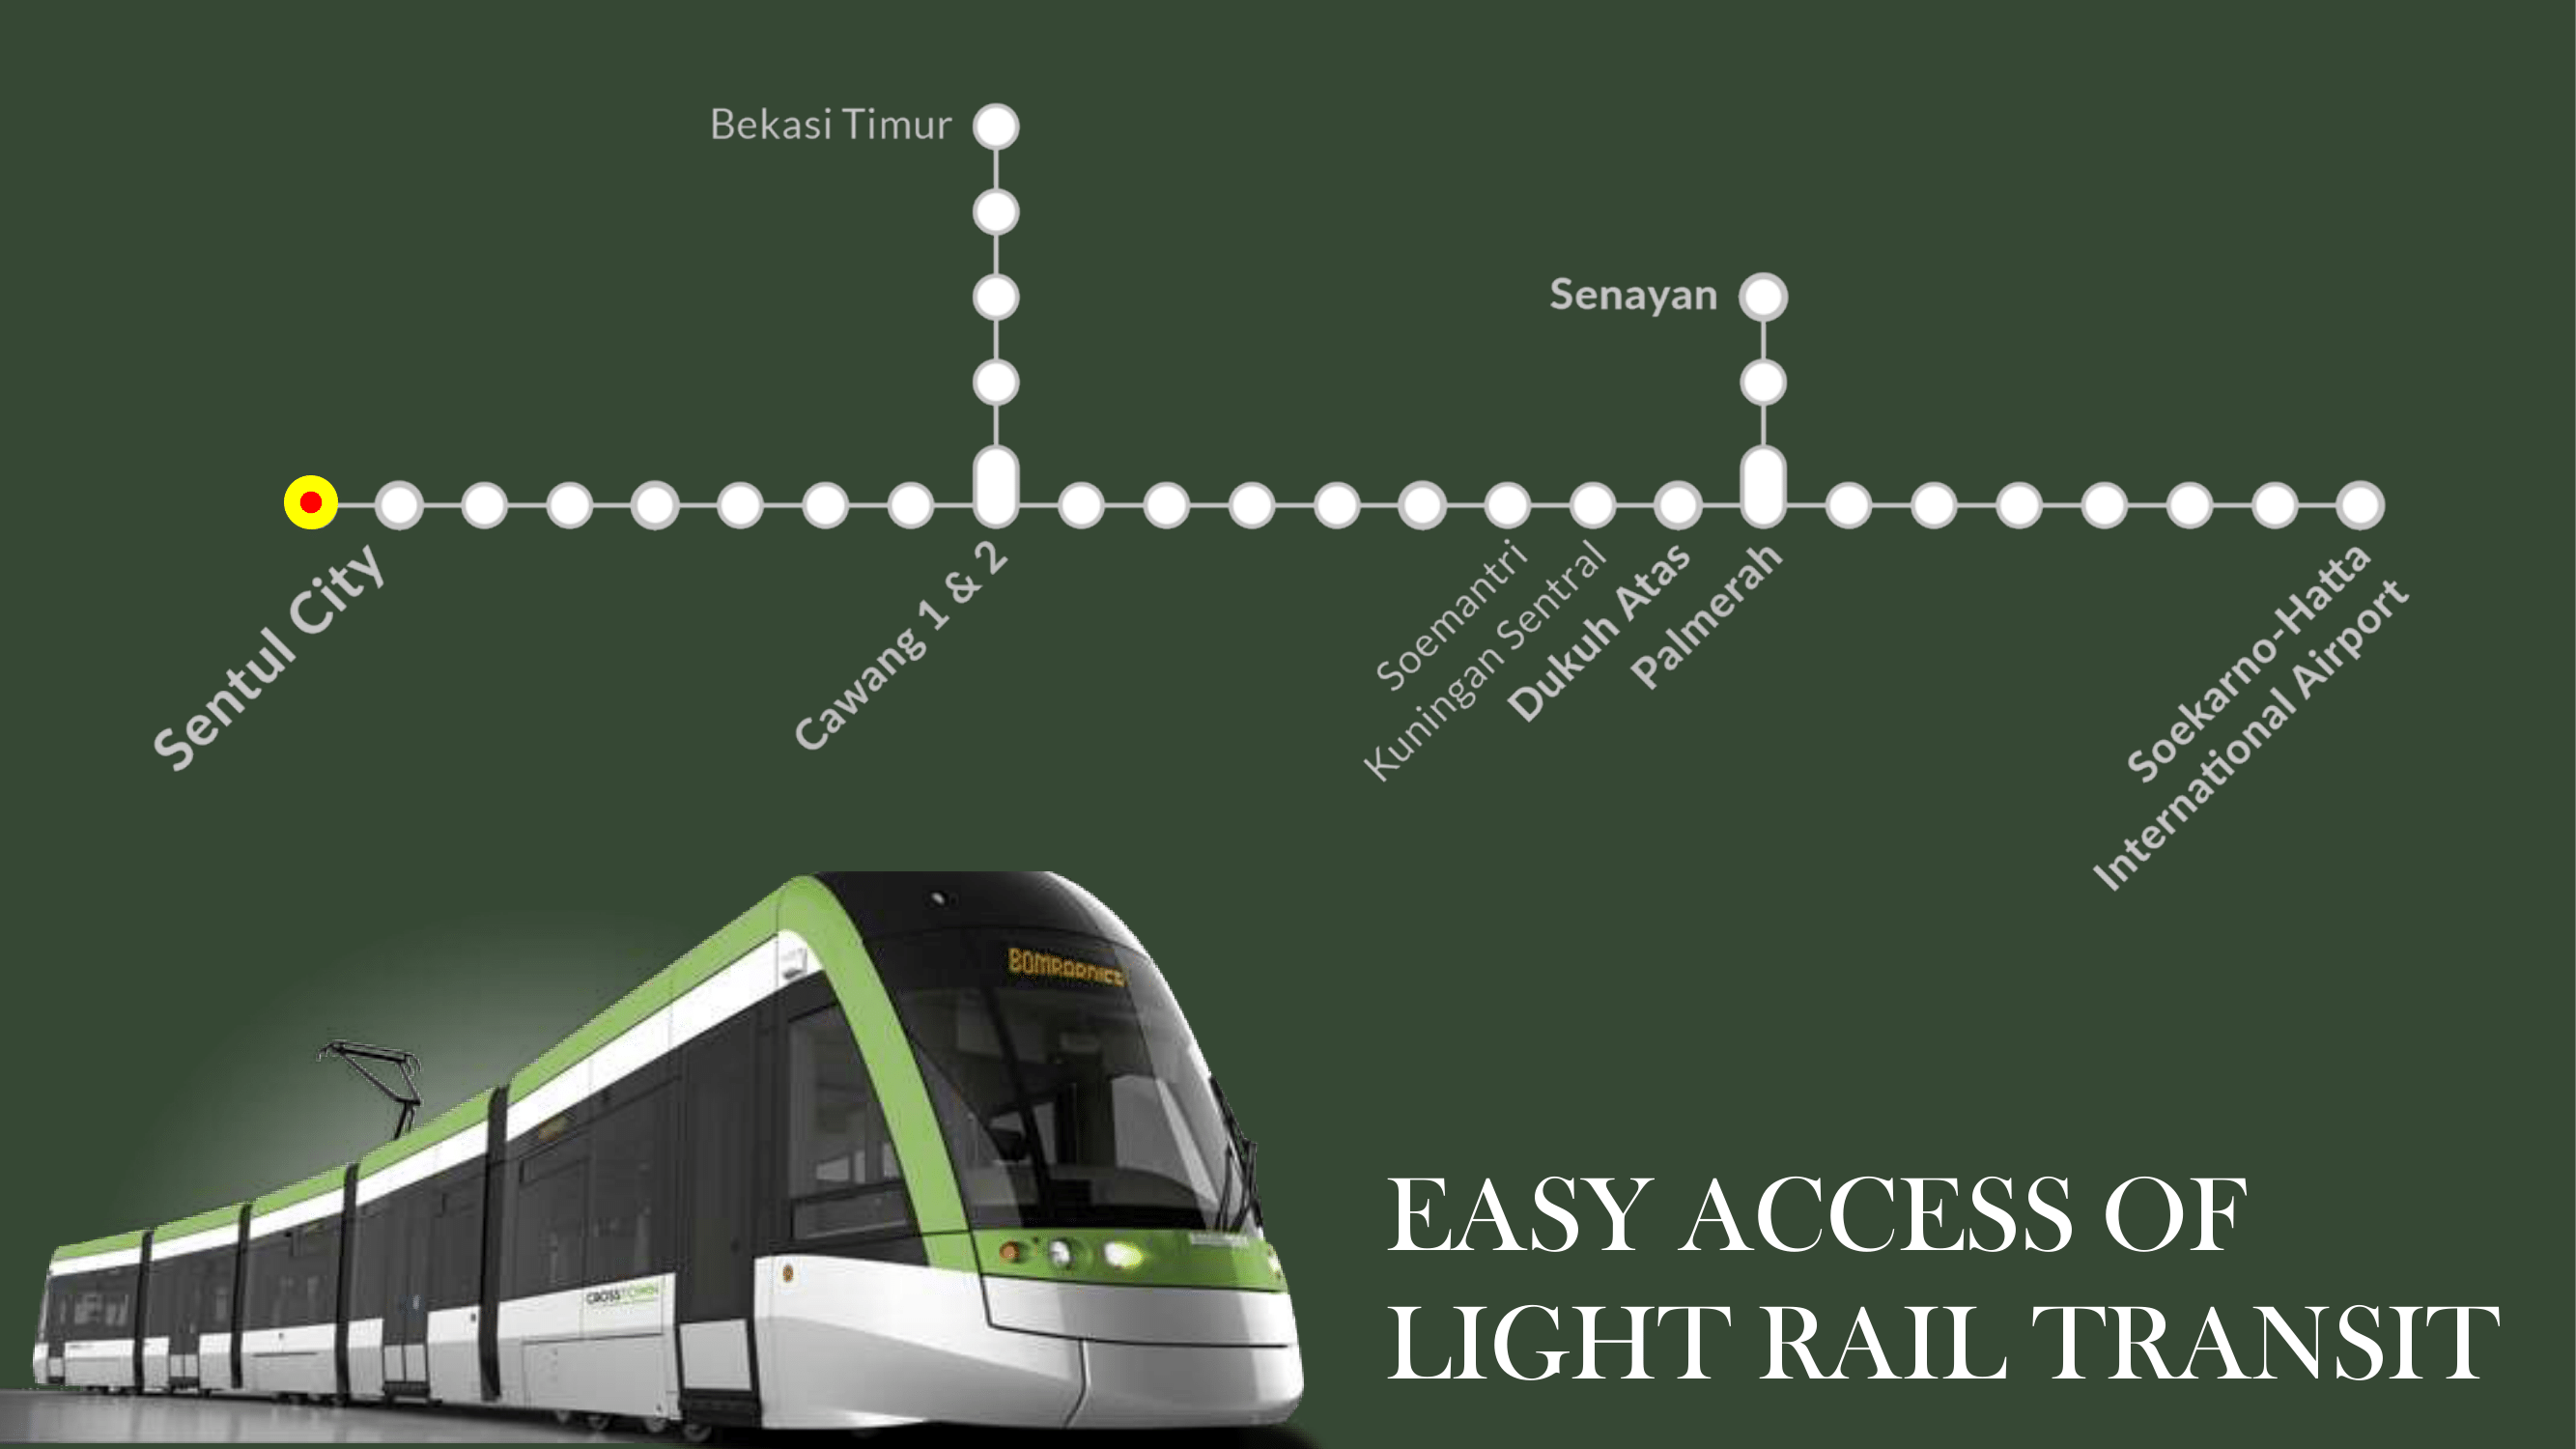 Bekasi Timur
Senayan
Sentul City
Cawang 1 & 2
Soemantri
Kuningan Sentral
Dukuh Atas
Palmerah
Soekarno-Hatta
International Airport
CROSSTOWN
EASY ACCESS OF
LIGHT RAIL TRANSIT